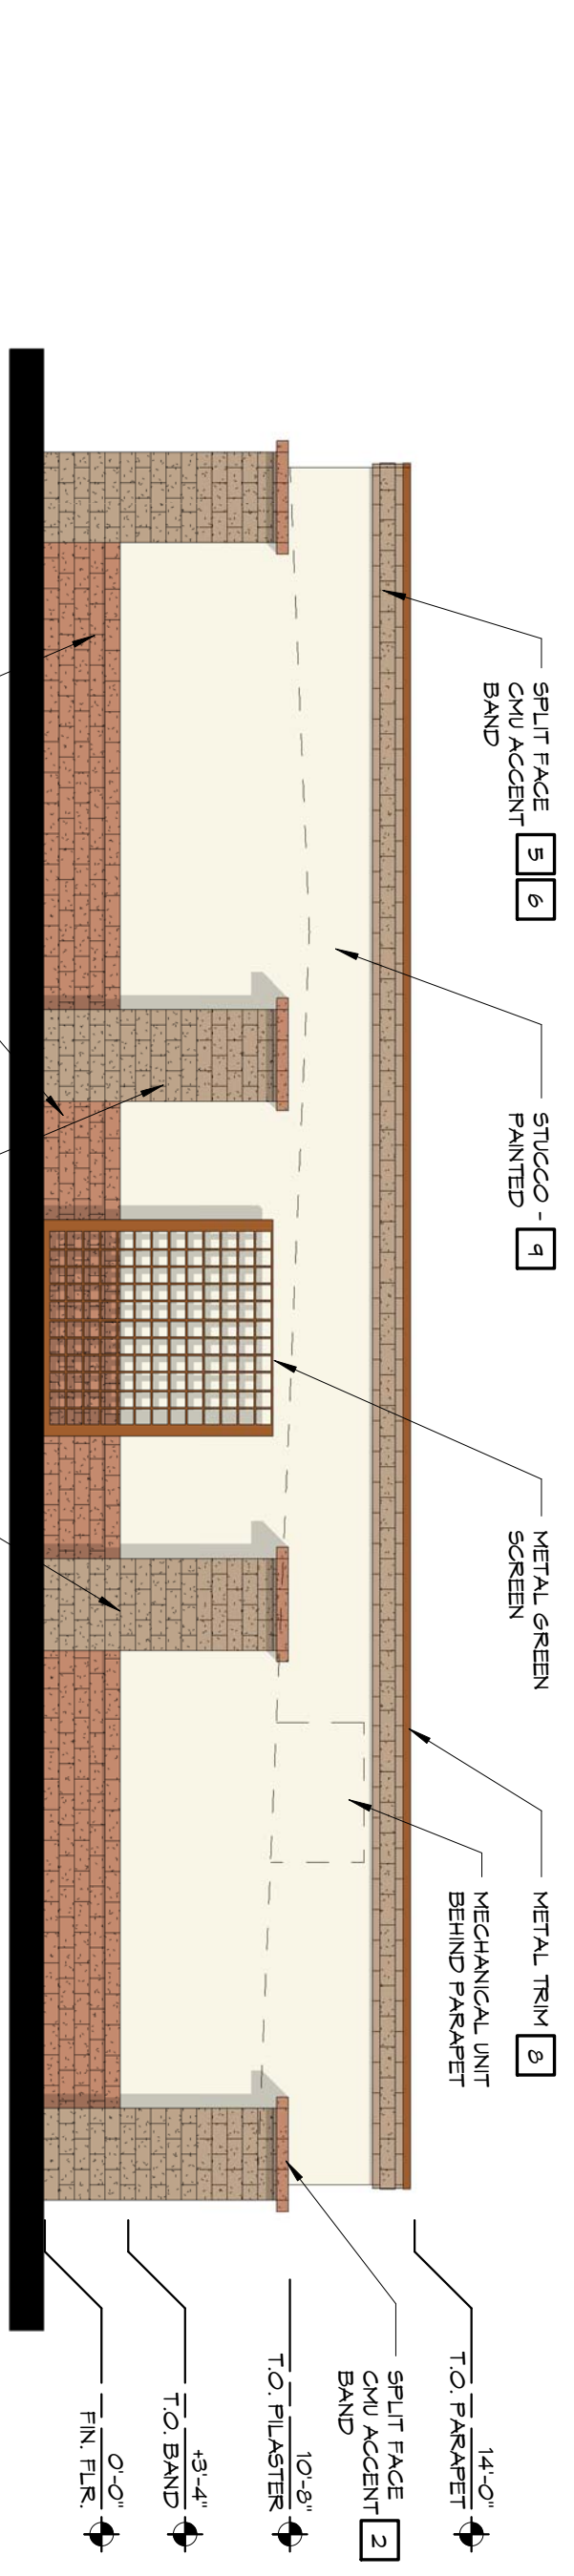 SPLIT FACE
CMU ACCENT 5 6
BAND
STUCCO - 9
PAINTED
METAL GREEN
SCREEN
METAL TRIM 8
MECHANICAL UNIT
BEHIND PARAPET
14'-0"
T.O. PARAPET
SPLIT FACE
CMU ACCENT 2
BAND
10'-8"
T.O. PILASTER
+3'-4"
T.O. BAND
0'-0"
FIN. FLR.